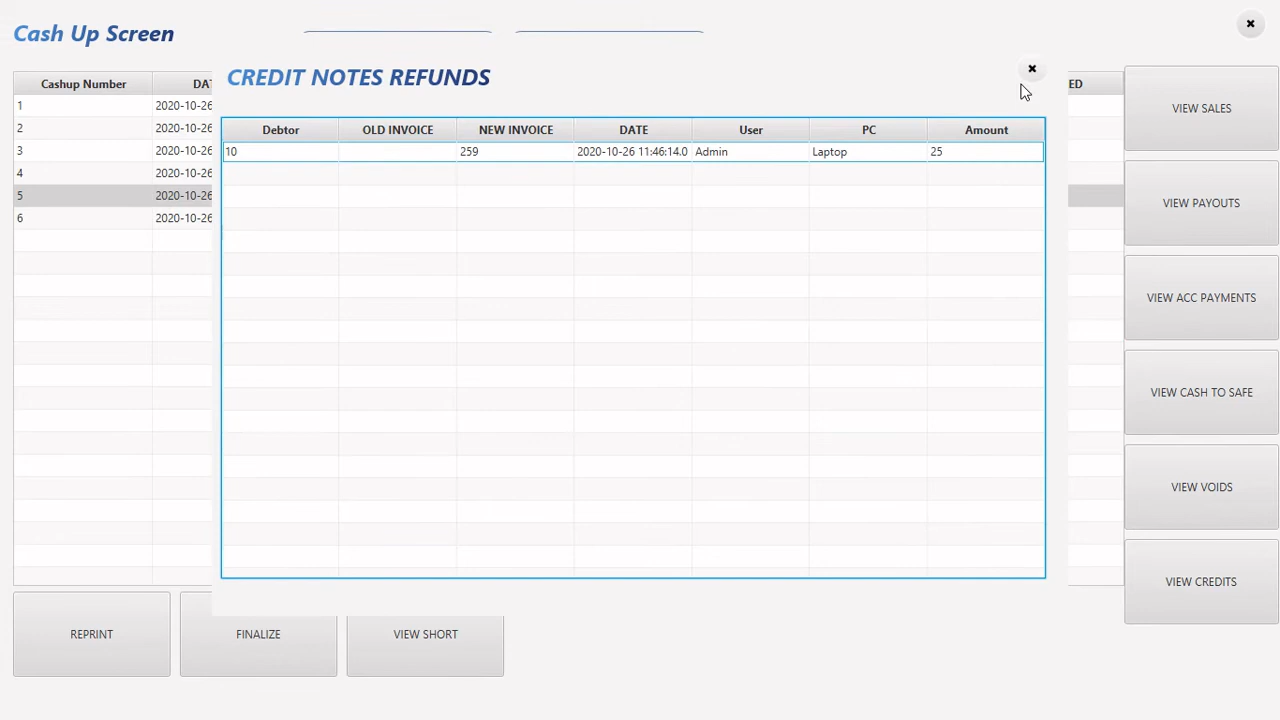 Cash Up Screen
CREDIT NOTES REFUNDS
Cashup Number DAT ED
1 2020-10-26
2 2020-10-26
3 2020-10-26
4 2020-10-26
5 2020-10-26
6 2020-10-26
Debtor OLD INVOICE NEW INVOICE DATE User PC Amount
10 259 2020-10-26 11:46:14.0 Admin Laptop 25
VIEW SALES
VIEW PAYOUTS
VIEW ACC PAYMENTS
VIEW CASH TO SAFE
VIEW VOIDS
VIEW CREDITS
REPRINT FINALIZE VIEW SHORT